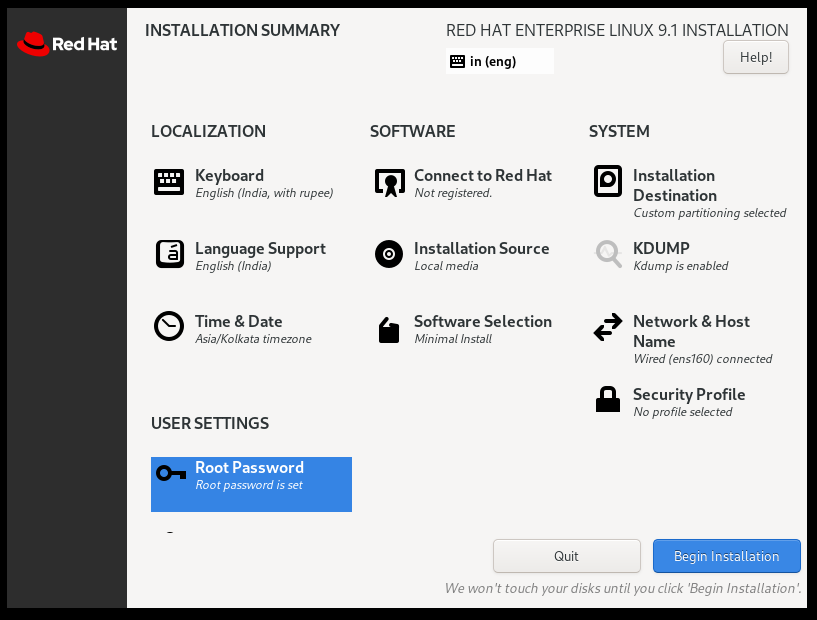 Red Hat
INSTALLATION SUMMARY
RED HAT ENTERPRISE LINUX 9.1 INSTALLATION
in (eng)
Help!
LOCALIZATION
Keyboard
English (India, with rupee)
Language Support
English (India)
Time & Date
Asia/Kolkata timezone
SOFTWARE
Connect to Red Hat
Not registered.
Installation Source
Local media
Software Selection
Minimal Install
SYSTEM
Installation
Destination
Custom partitioning selected
KDUMP
Kdump is enabled
Network & Host
Name
Wired (ens160) connected
Security Profile
No profile selected
USER SETTINGS
Root Password
Root password is set
Quit
Begin Installation
We won't touch your disks until you click 'Begin Installation'.